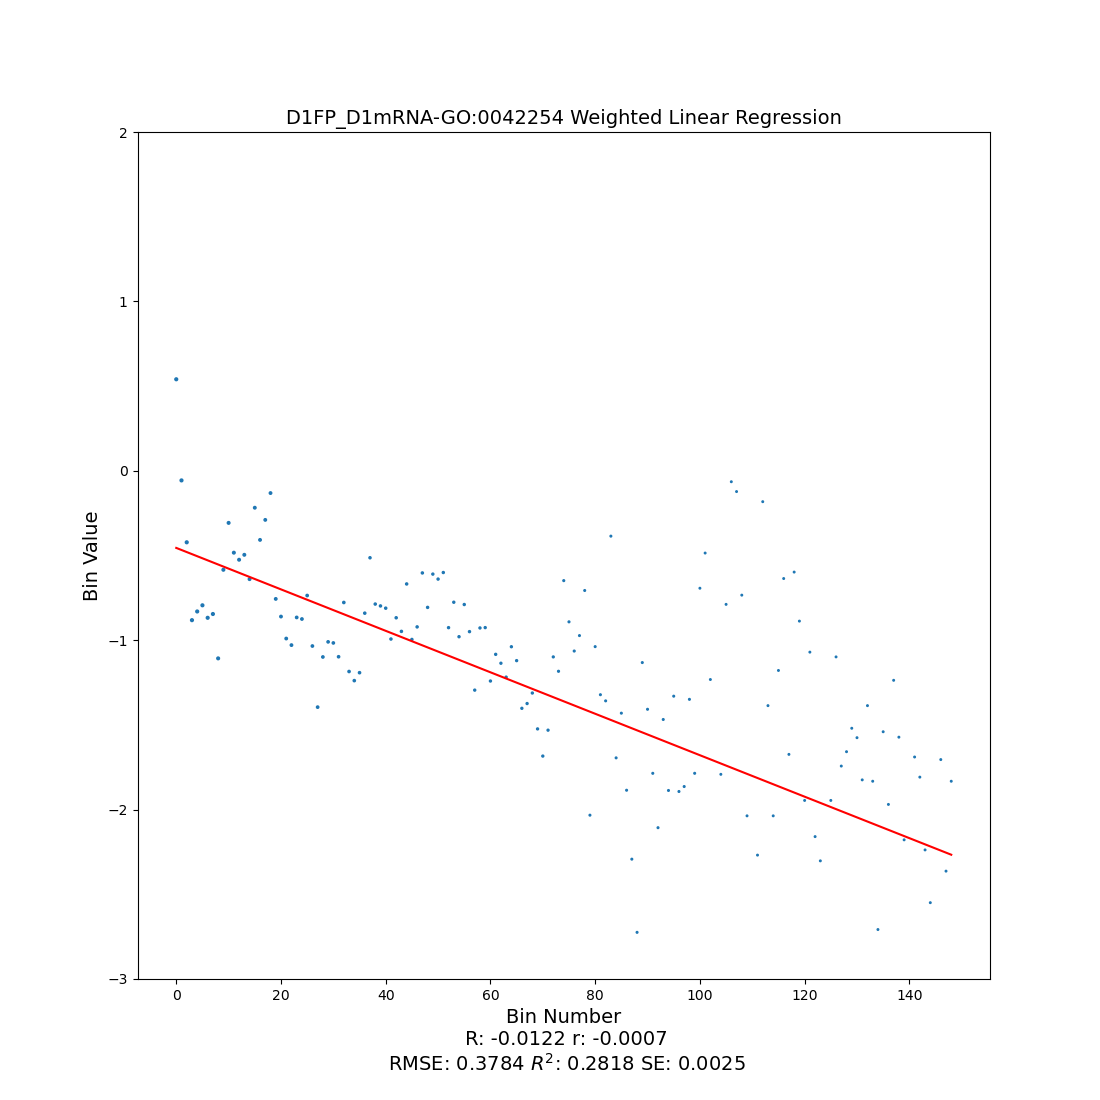 D1FP_D1mRNA-GO:0042254 Weighted Linear Regression
2
1
0
−1
−2
−3
Bin Value
0 20 40 60 80 100 120 140
Bin Number
R: -0.0122 r: -0.0007
RMSE: 0.3784 R²: 0.2818 SE: 0.0025